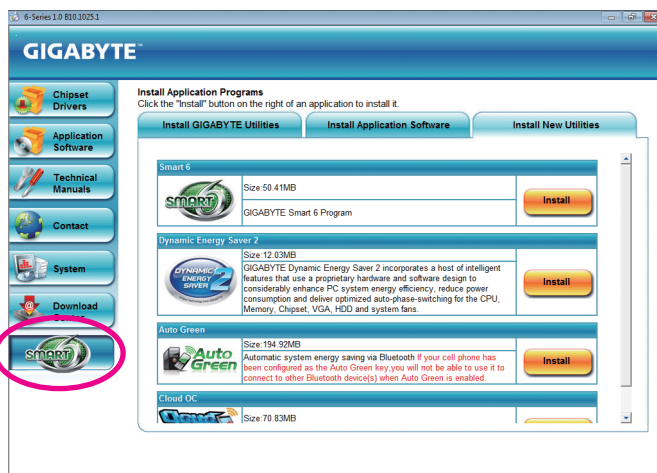 6-Series 1.0 B10.1025.1
GIGABYTE™
Chipset
Drivers
Application
Software
Technical
Manuals
Contact
System
Download
SMART6
Install Application Programs
Click the "Install" button on the right of an application to install it.
Install GIGABYTE Utilities
Install Application Software
Install New Utilities
Smart 6
SMART6
Size:50.41MB
GIGABYTE Smart 6 Program
Install
Dynamic Energy Saver 2
DYNAMIC
ENERGY
SAVER 2
Size:12.03MB
GIGABYTE Dynamic Energy Saver 2 incorporates a host of intelligent
features that use a proprietary hardware and software design to
considerably enhance PC system energy efficiency, reduce power
consumption and deliver optimized auto-phase-switching for the CPU,
Memory, Chipset, VGA, HDD and system fans.
Install
Auto Green
Auto
Green
Size:194.92MB
Automatic system energy saving via Bluetooth If your cell phone has
been configured as the Auto Green key,you will not be able to use it to
connect to other Bluetooth device(s) when Auto Green is enabled.
Install
Cloud OC
Size:70.83MB